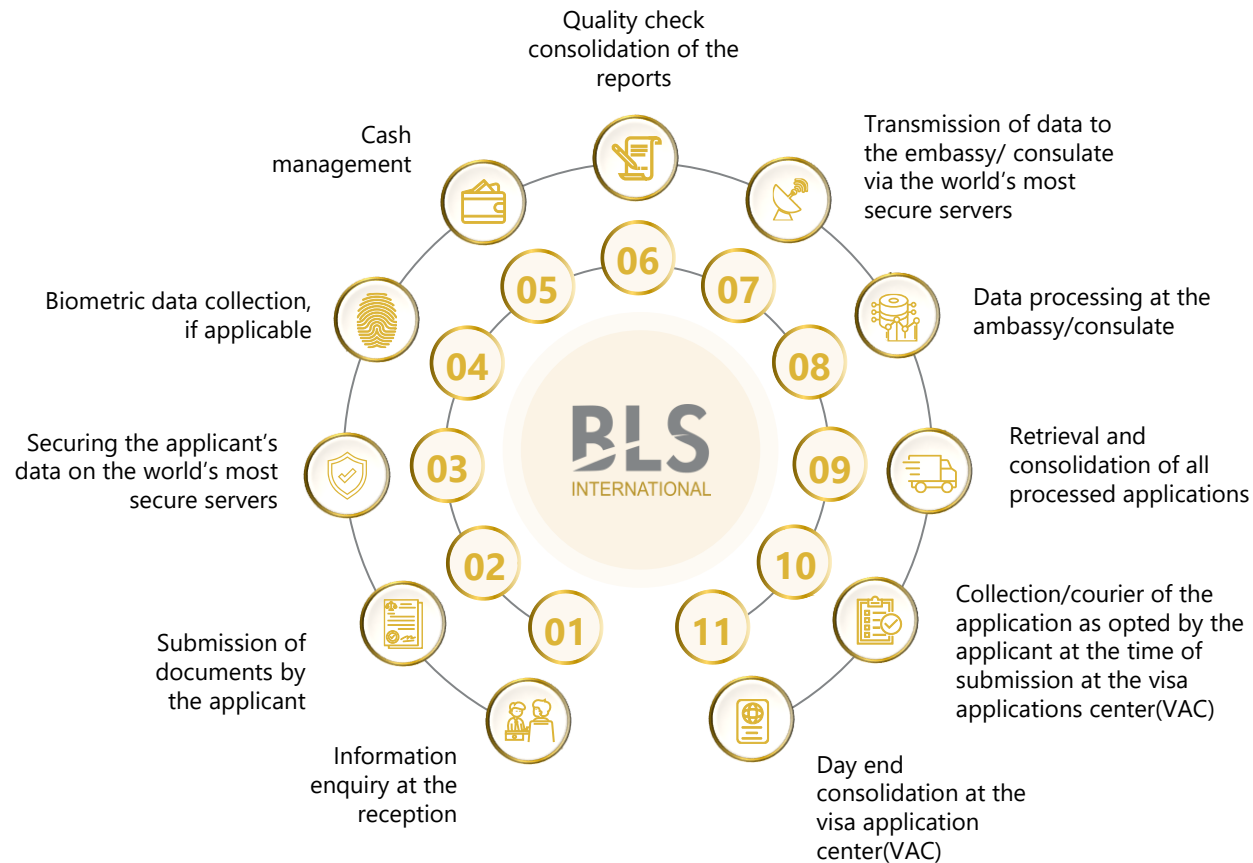 Quality check
consolidation of the
reports
Cash
management
Transmission of data to
the embassy/ consulate
via the world's most
secure servers
Biometric data collection,
if applicable
Data processing at the
ambassy/consulate
Securing the applicant's
data on the world's most
secure servers
Retrieval and
consolidation of all
processed applications
Submission of
documents by
the applicant
Collection/courier of the
application as opted by the
applicant at the time of
submission at the visa
applications center(VAC)
Information
enquiry at the
reception
Day end
consolidation at the
visa application
center(VAC)
01
02
03
04
05
06
07
08
09
10
11
BLS
INTERNATIONAL